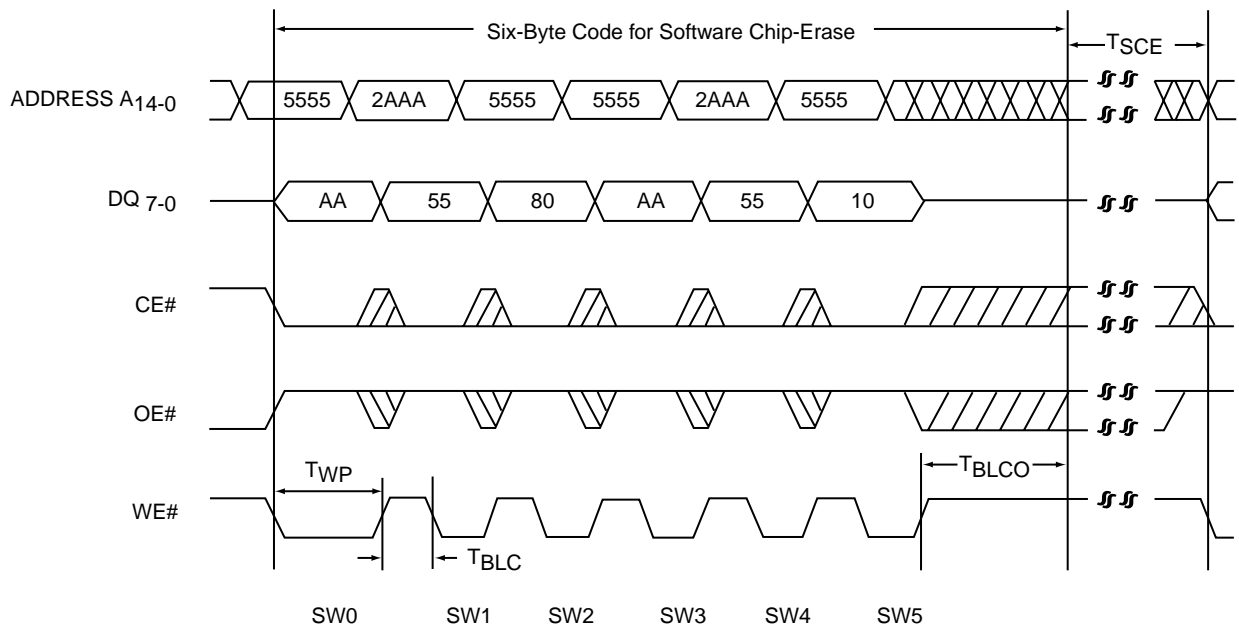 Six-Byte Code for Software Chip-Erase
TSCE
ADDRESS A14-0
5555 2AAA 5555 5555 2AAA 5555
DQ 7-0
AA 55 80 AA 55 10
CE#
OE#
TWP
TBLCO
WE#
TBLC
SW0 SW1 SW2 SW3 SW4 SW5